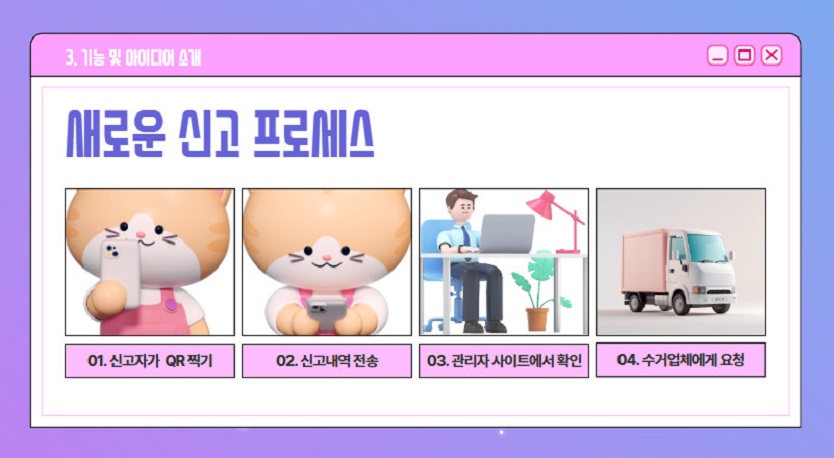 3. 기능 및 아이디어 소개
새로운 신고 프로세스
01. 신고자가 QR 찍기
02. 신고내역 전송
03. 관리자 사이트에서 확인
04. 수거업체에게 요청